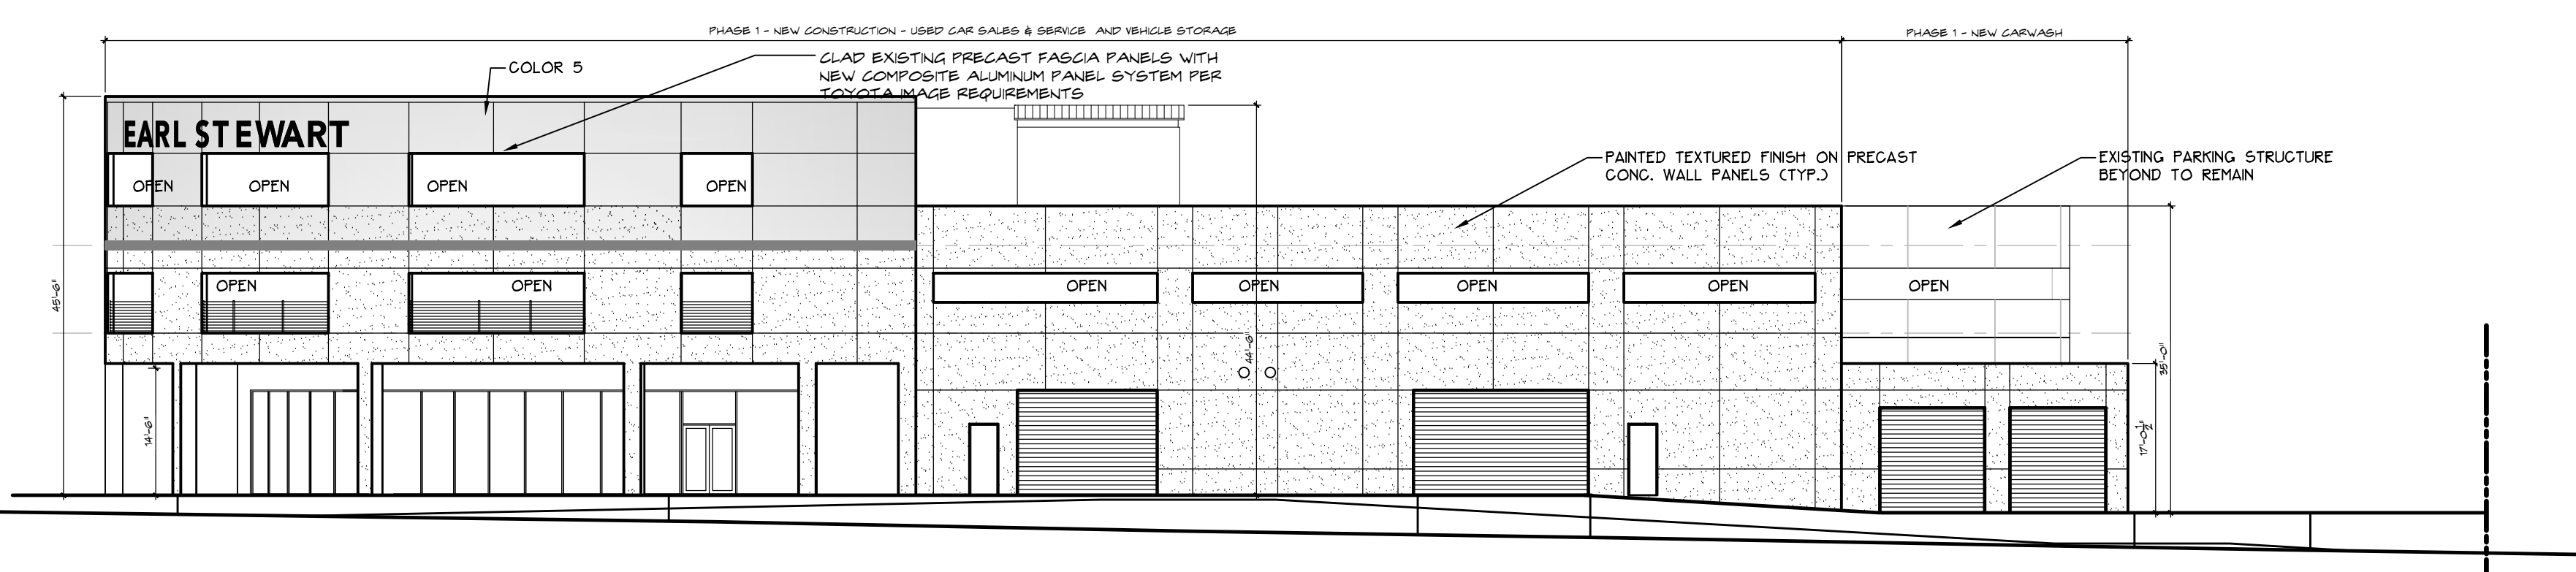 PHASE 1 - NEW CONSTRUCTION - USED CAR SALES & SERVICE AND VEHICLE STORAGE
PHASE 1 - NEW CARWASH
COLOR 5
CLAD EXISTING PRECAST FASCIA PANELS WITH
NEW COMPOSITE ALUMINUM PANEL SYSTEM PER
TOYOTA IMAGE REQUIREMENTS
EARL STEWART
PAINTED TEXTURED FINISH ON PRECAST
CONC. WALL PANELS (TYP.)
EXISTING PARKING STRUCTURE
BEYOND TO REMAIN
OPEN
OPEN
OPEN
OPEN
OPEN
OPEN
OPEN
OPEN
OPEN
OPEN
OPEN
45'-6"
44'-6"
35'-0"
14'-6"
17'-0 1/2"